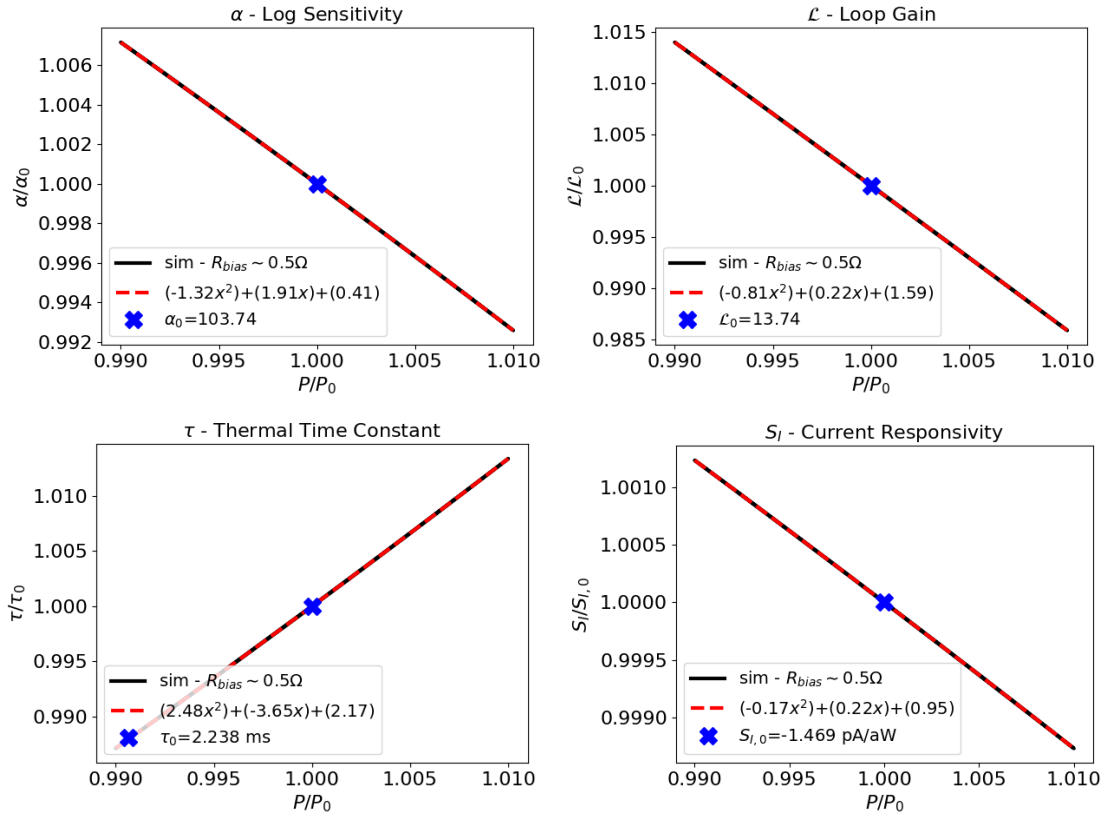 α - Log Sensitivity
α/α₀
1.006
1.004
1.002
1.000
0.998
0.996
0.994
0.992
sim - R_bias ~ 0.5Ω
(-1.32x²)+(1.91x)+(0.41)
α₀=103.74
0.990
0.995
1.000
1.005
1.010
P/P₀
ℒ - Loop Gain
ℒ/ℒ₀
1.015
1.010
1.005
1.000
0.995
0.990
0.985
sim - R_bias ~ 0.5Ω
(-0.81x²)+(0.22x)+(1.59)
ℒ₀=13.74
0.990
0.995
1.000
1.005
1.010
P/P₀
τ - Thermal Time Constant
τ/τ₀
1.010
1.005
1.000
0.995
0.990
sim - R_bias ~ 0.5Ω
(2.48x²)+(-3.65x)+(2.17)
τ₀=2.238 ms
0.990
0.995
1.000
1.005
1.010
P/P₀
S_I - Current Responsivity
S_I/S_I,0
1.0010
1.0005
1.0000
0.9995
0.9990
sim - R_bias ~ 0.5Ω
(-0.17x²)+(0.22x)+(0.95)
S_I,0=-1.469 pA/aW
0.990
0.995
1.000
1.005
1.010
P/P₀